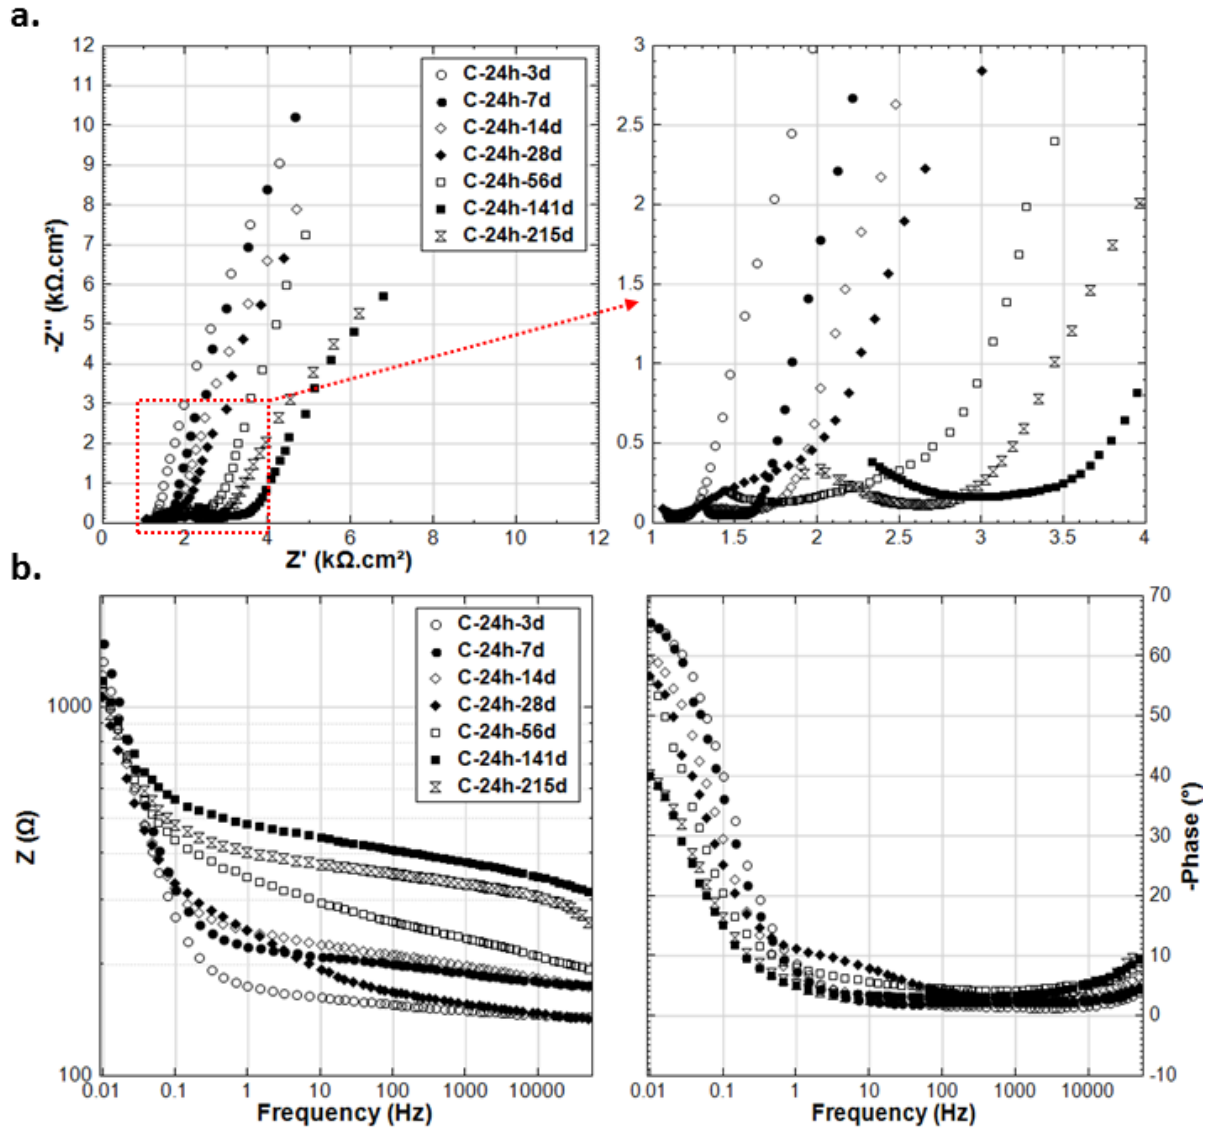 a.
12
11
10
9
8
7
6
5
4
3
2
1
0
-Z'' (kΩ.cm²)
C-24h-3d
C-24h-7d
C-24h-14d
C-24h-28d
C-24h-56d
C-24h-141d
C-24h-215d
0 2 4 6 8 10 12
Z' (kΩ.cm²)
3
2.5
2
1.5
1
0.5
0
1 1.5 2 2.5 3 3.5 4
b.
1000
100
Z (Ω)
C-24h-3d
C-24h-7d
C-24h-14d
C-24h-28d
C-24h-56d
C-24h-141d
C-24h-215d
0.01 0.1 1 10 100 1000 10000
Frequency (Hz)
70
60
50
40
30
20
10
0
-10
-Phase (°)
0.01 0.1 1 10 100 1000 10000
Frequency (Hz)